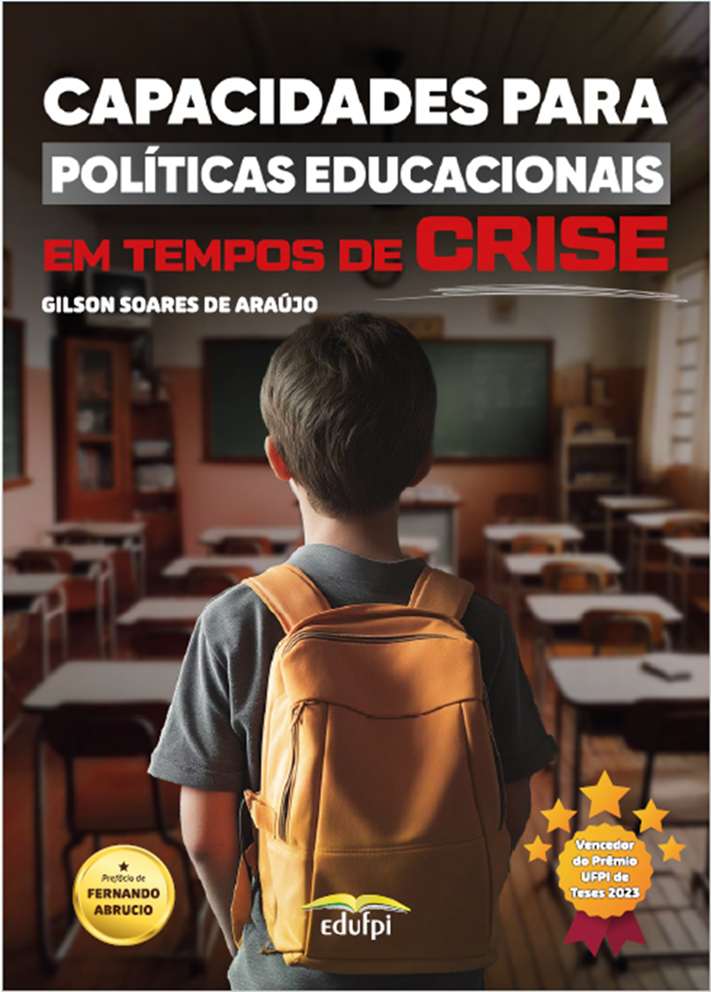 CAPACIDADES PARA
POLÍTICAS EDUCACIONAIS
EM TEMPOS DE CRISE
GILSON SOARES DE ARAÚJO
Prefácio de
FERNANDO
ABRUCIO
edufpi
Vencedor
do Prêmio
UFPI de
Teses 2023